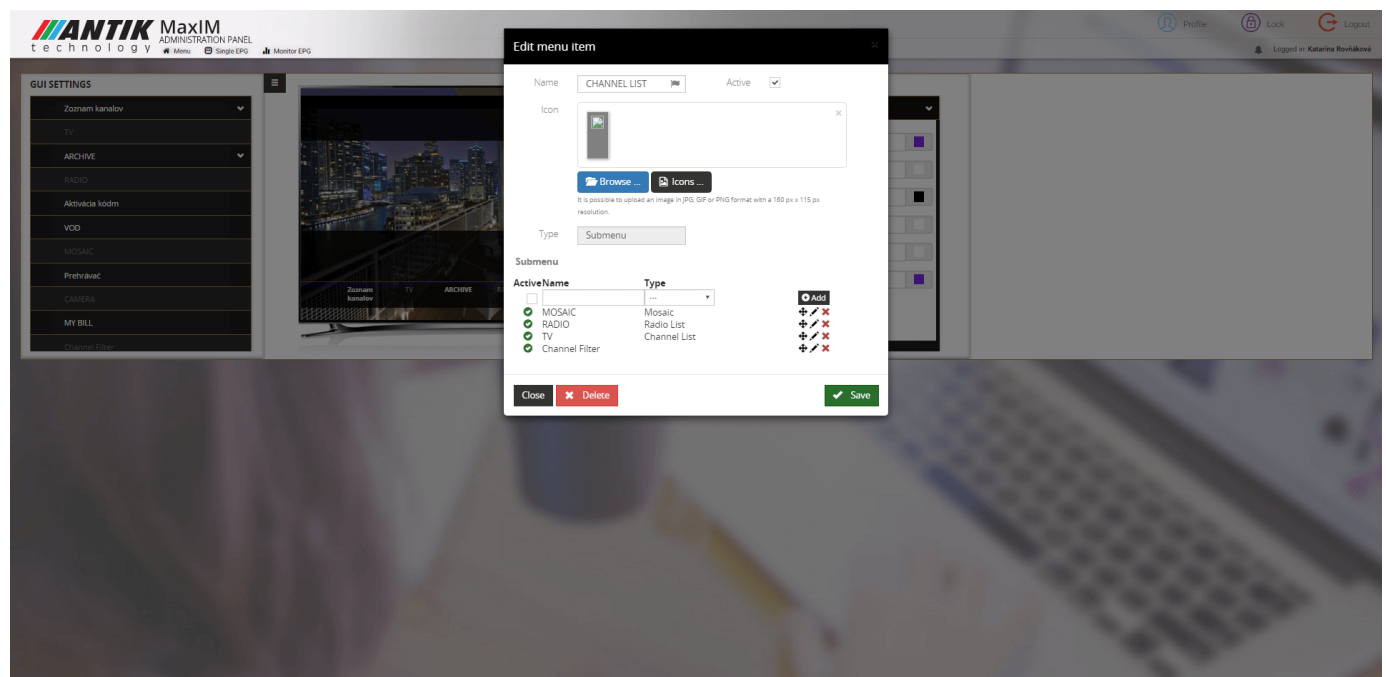 ANTIK
technology
MaxIM
ADMINISTRATION PANEL
Menu Single EPG Monitor EPG
Profile Lock Logout
Logged in: Katarína Rovňáková
GUI SETTINGS
Zoznam kanalov
TV
ARCHIVE
RADIO
Aktivácia kódm
VOD
MOSAIC
Prehrávač
CAMERA
MY BILL
Channel Filter
Zoznam kanalov
TV
ARCHIVE
Edit menu item
Name CHANNEL LIST Active
Icon
Browse ... Icons ...
It is possible to upload an image in JPG, GIF or PNG format with a 160 px x 115 px
resolution.
Type Submenu
Submenu
Active Name Type
--- Add
MOSAIC Mosaic
RADIO Radio List
TV Channel List
Channel Filter
Close Delete Save